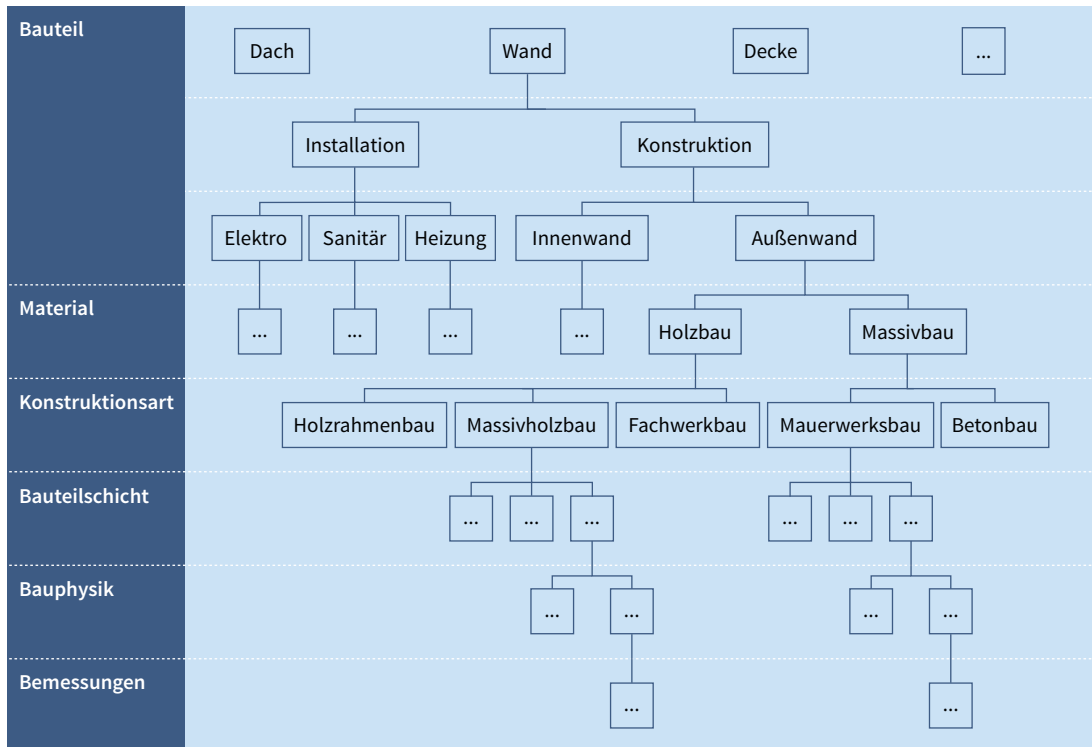 Bauteil
Dach
Wand
Decke
...
Installation
Konstruktion
Elektro
Sanitär
Heizung
Innenwand
Außenwand
Material
...
...
...
...
Holzbau
Massivbau
Konstruktionsart
Holzrahmenbau
Massivholzbau
Fachwerkbau
Mauerwerksbau
Betonbau
Bauteilschicht
...
...
...
...
...
...
Bauphysik
...
...
...
...
Bemessungen
...
...